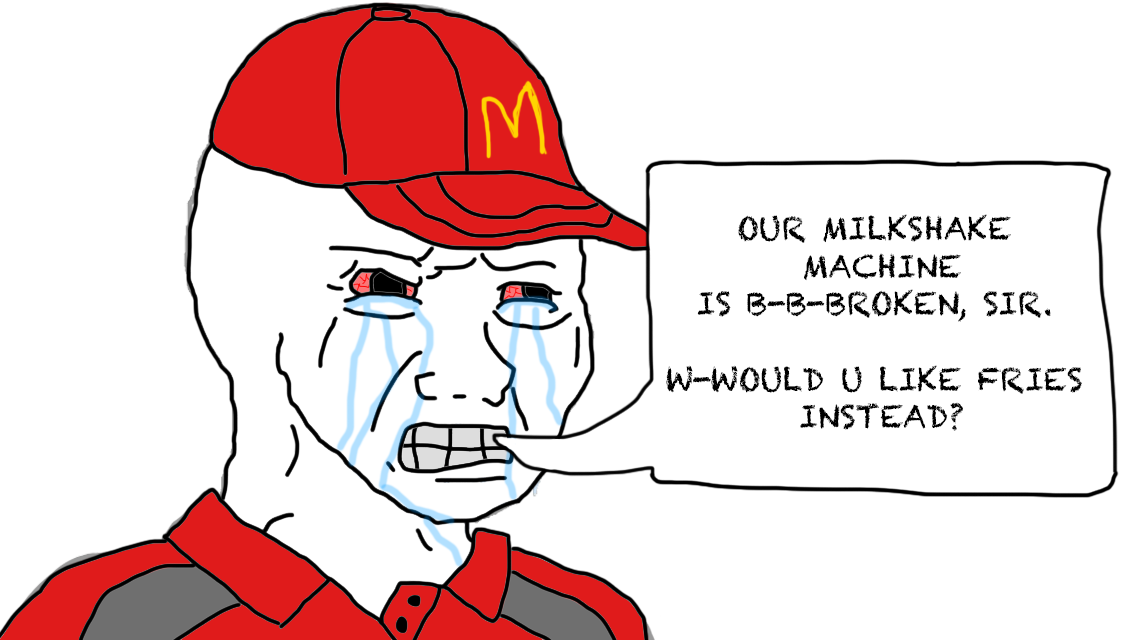 M
OUR MILKSHAKE
MACHINE
IS B-B-BROKEN, SIR.
W-WOULD U LIKE FRIES
INSTEAD?